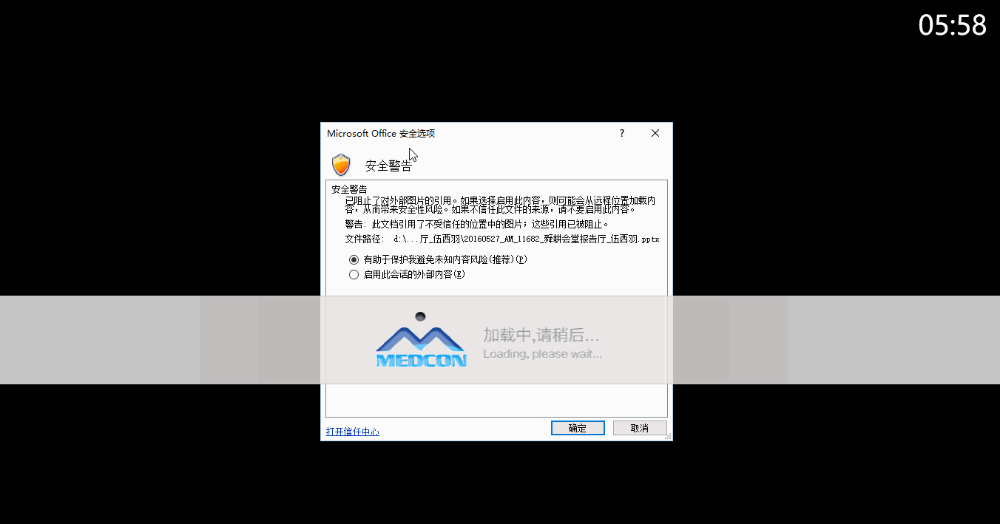 05:58
Microsoft Office 安全选项
?
安全警告
安全警告
已阻止了对外部图片的引用。如果选择启用此内容，则可能会从远程位置加载内
容，从而带来安全性风险。如果不信任此文件的来源，请不要启用此内容。
警告：此文档引用了不受信任的位置中的图片；这些引用已被阻止。
文件路径： d:\...厅_伍西羽\20160527_AM_11682_舜耕会堂报告厅_伍西羽.pptx
有助于保护我避免未知内容风险(推荐)(P)
启用此会话的外部内容(E)
MEDCON
加载中,请稍后...
Loading, please wait...
打开信任中心
确定
取消